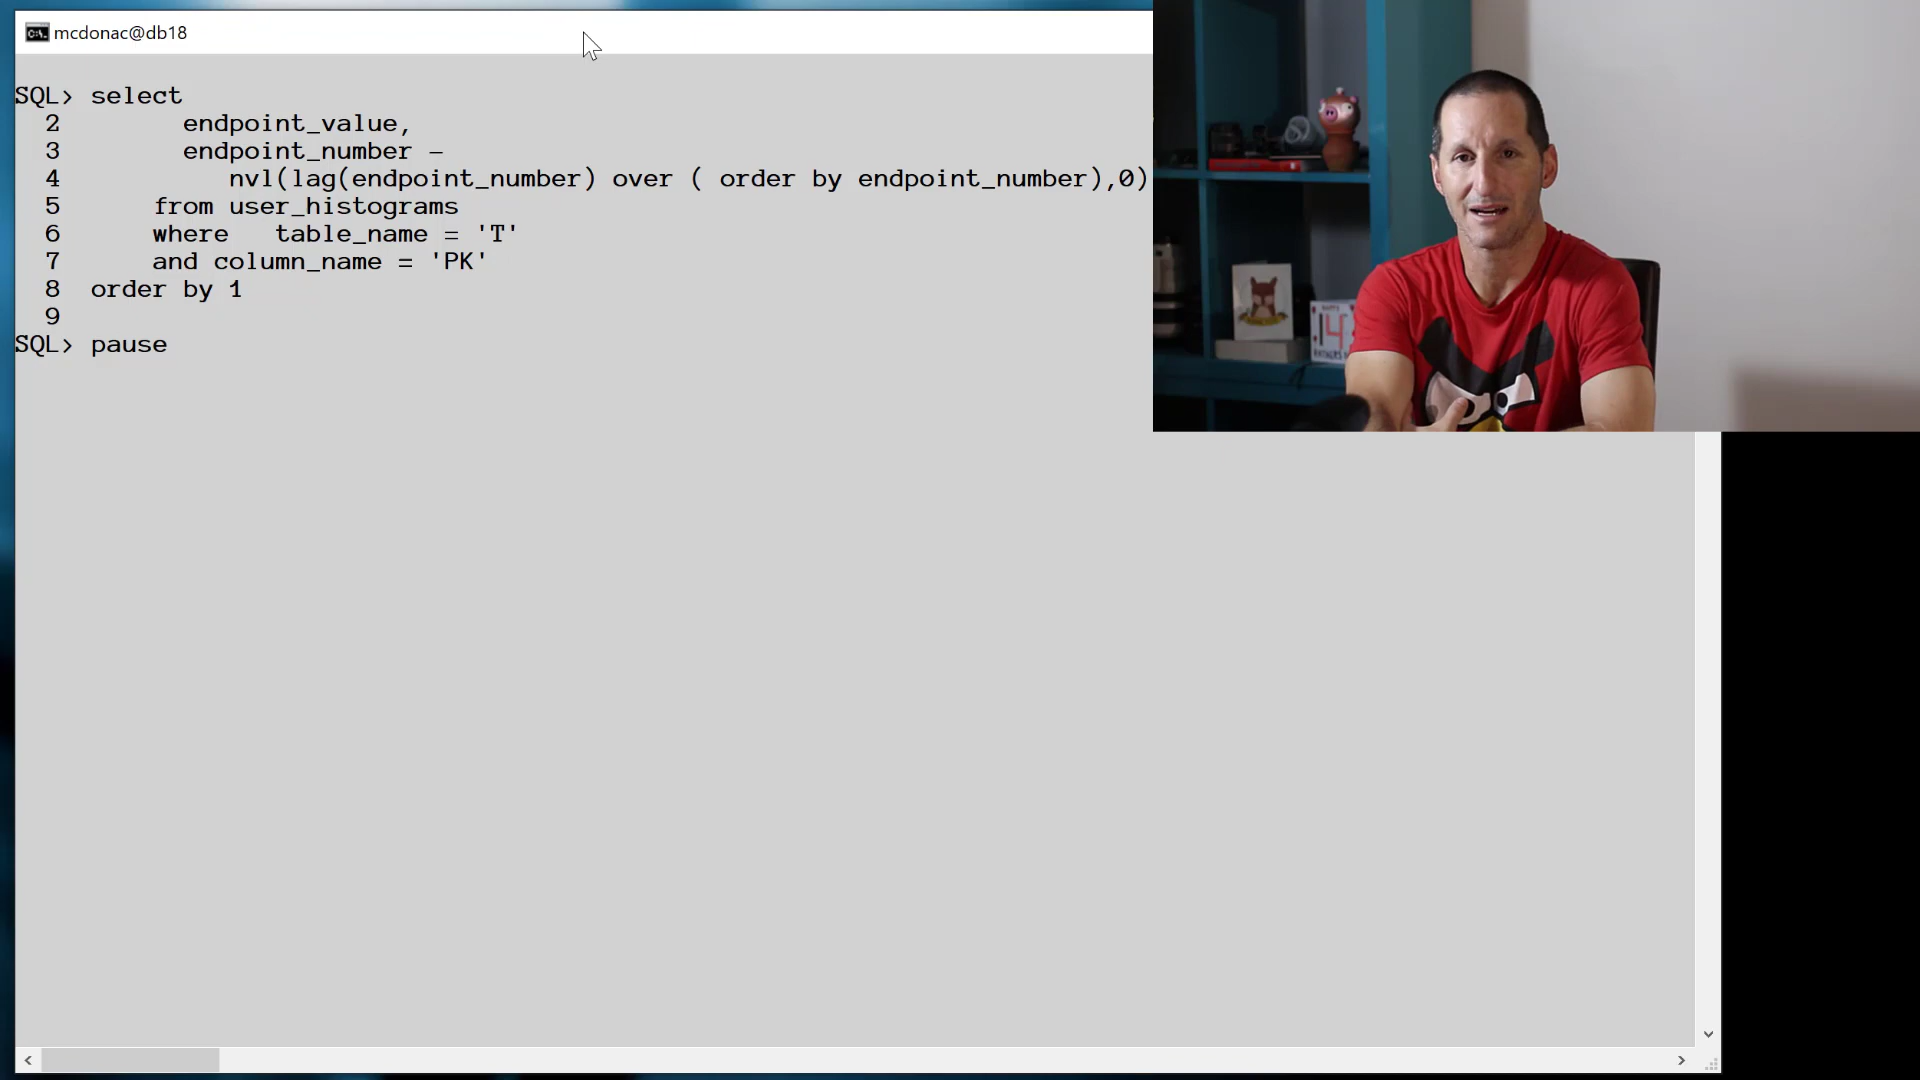 mcdonac@db18
SQL> select
2 endpoint_value,
3 endpoint_number -
4 nvl(lag(endpoint_number) over ( order by endpoint_number),0)
5 from user_histograms
6 where table_name = 'T'
7 and column_name = 'PK'
8 order by 1
9
SQL> pause
14